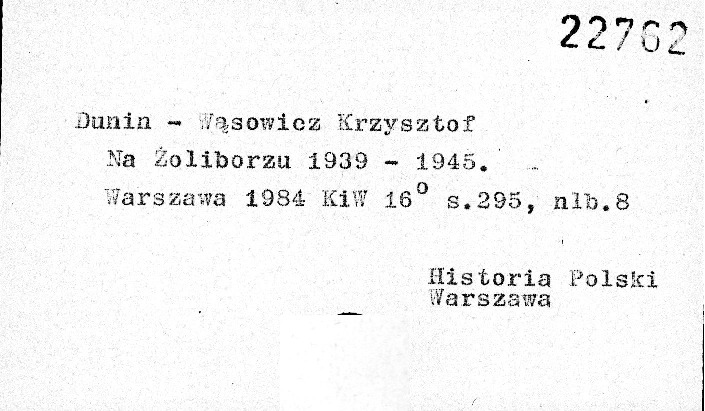 22762
Dunin - Wąsowicz Krzysztof
Na Żoliborzu 1939 - 1945.
Warszawa 1984 KiW 16⁰ s.295, nlb.8
Historia Polski
Warszawa